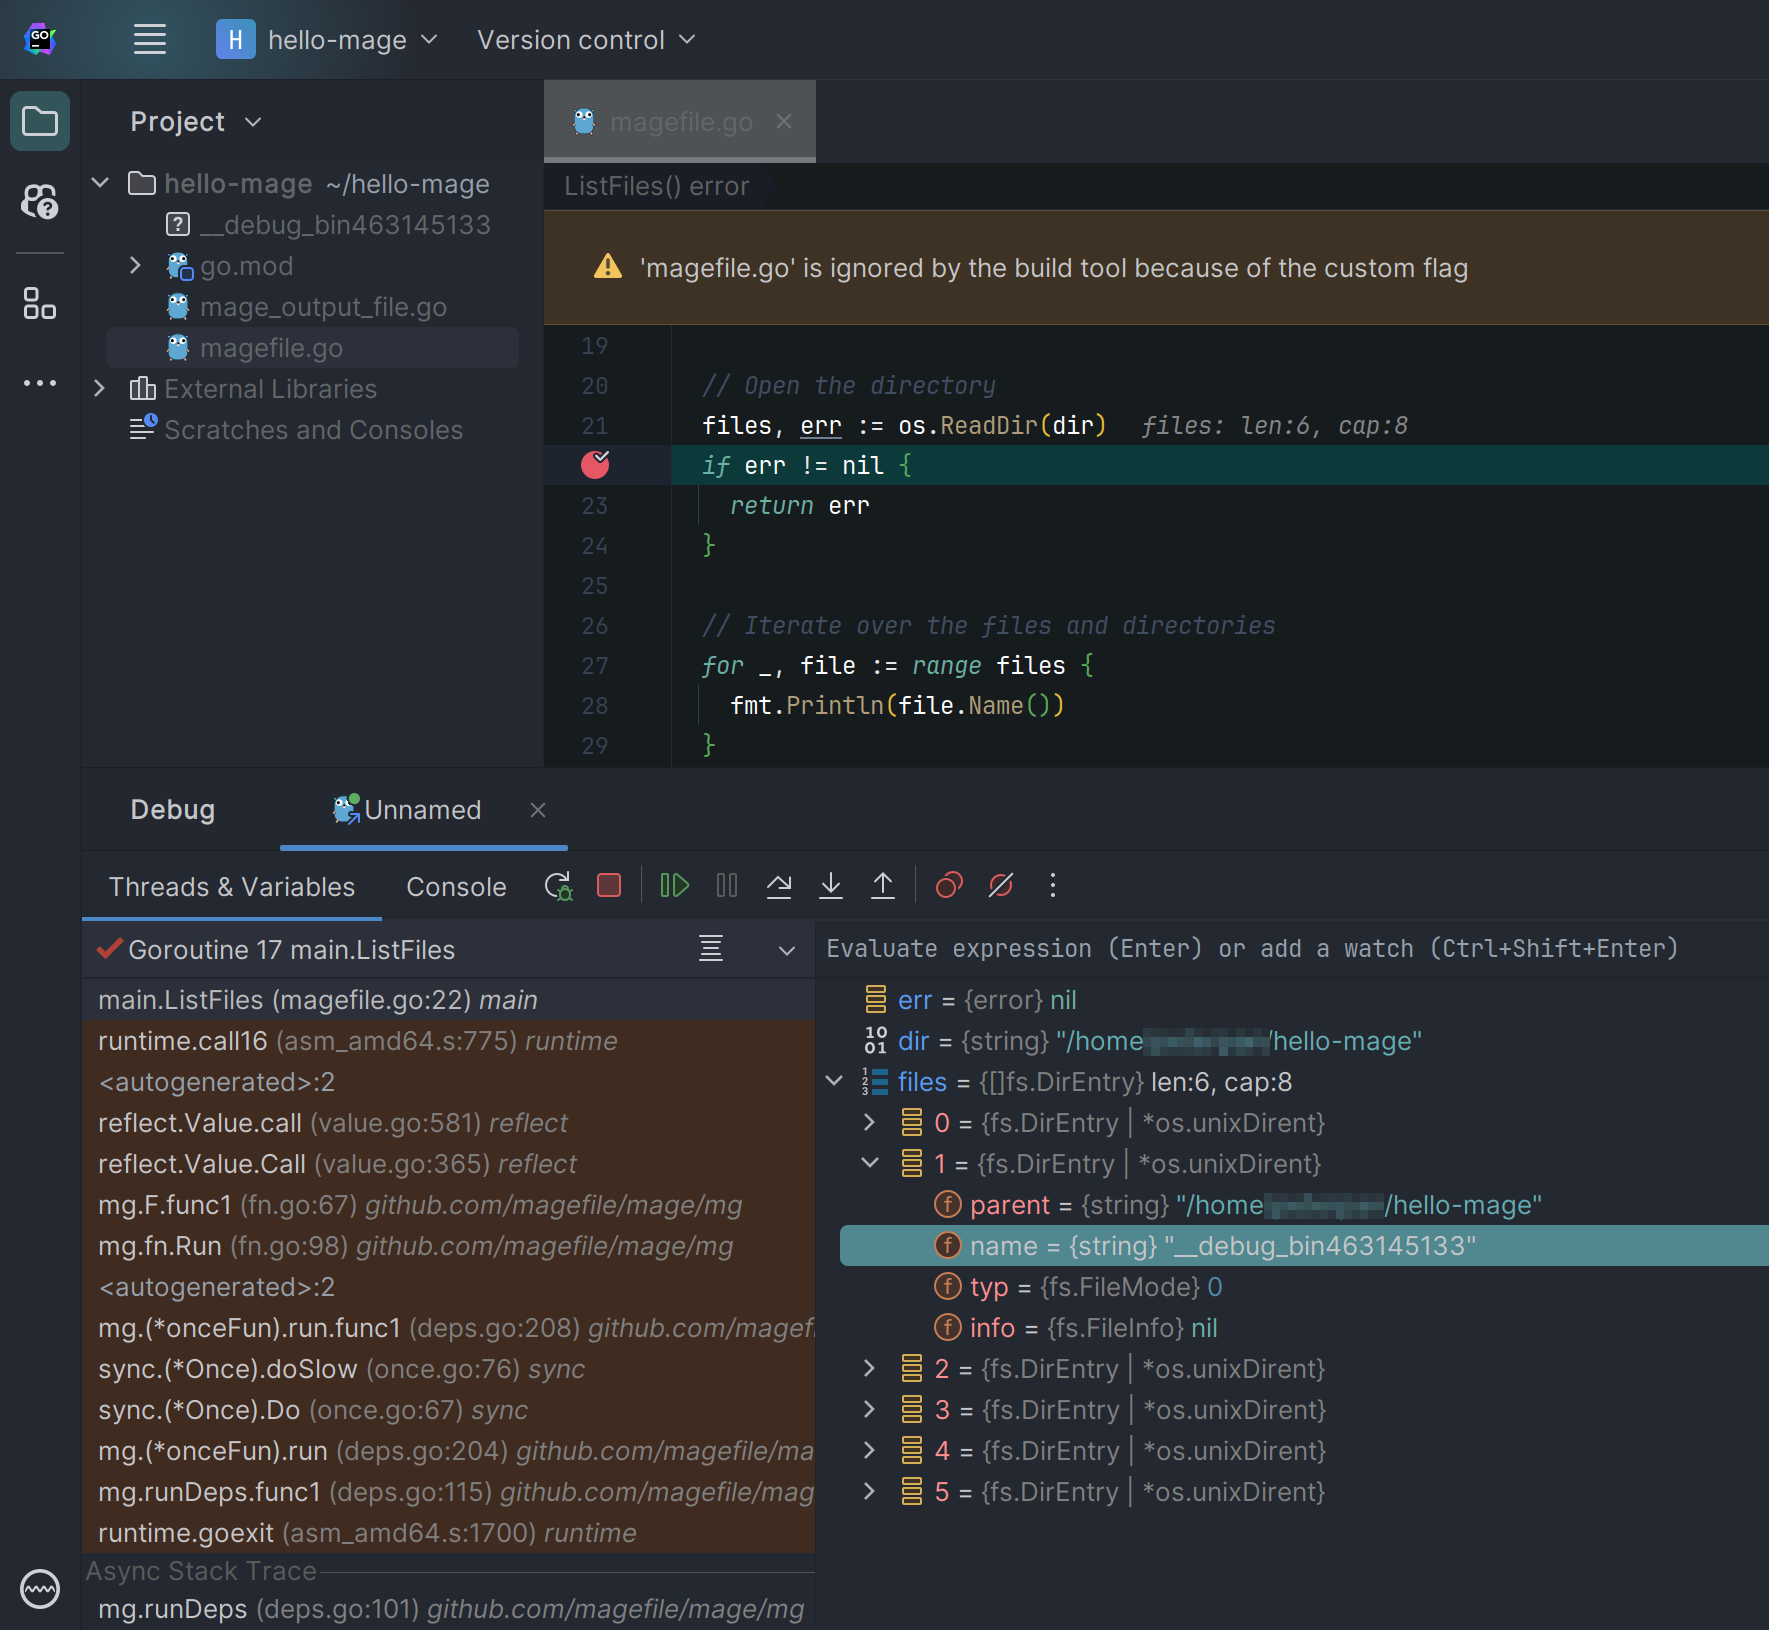 GO
H hello-mage Version control
Project
magefile.go
hello-mage ~/hello-mage
__debug_bin463145133
go.mod
mage_output_file.go
magefile.go
External Libraries
Scratches and Consoles
ListFiles() error
'magefile.go' is ignored by the build tool because of the custom flag
19
20 // Open the directory
21 files, err := os.ReadDir(dir) files: len:6, cap:8
if err != nil {
23 return err
24 }
25
26 // Iterate over the files and directories
27 for _, file := range files {
28 fmt.Println(file.Name())
29 }
Debug Unnamed
Threads & Variables Console
Goroutine 17 main.ListFiles
main.ListFiles (magefile.go:22) main
runtime.call16 (asm_amd64.s:775) runtime
<autogenerated>:2
reflect.Value.call (value.go:581) reflect
reflect.Value.Call (value.go:365) reflect
mg.F.func1 (fn.go:67) github.com/magefile/mage/mg
mg.fn.Run (fn.go:98) github.com/magefile/mage/mg
<autogenerated>:2
mg.(*onceFun).run.func1 (deps.go:208) github.com/magefi
sync.(*Once).doSlow (once.go:76) sync
sync.(*Once).Do (once.go:67) sync
mg.(*onceFun).run (deps.go:204) github.com/magefile/ma
mg.runDeps.func1 (deps.go:115) github.com/magefile/mag
runtime.goexit (asm_amd64.s:1700) runtime
Async Stack Trace
mg.runDeps (deps.go:101) github.com/magefile/mage/mg
Evaluate expression (Enter) or add a watch (Ctrl+Shift+Enter)
err = {error} nil
dir = {string} "/home /hello-mage"
files = {[]fs.DirEntry} len:6, cap:8
0 = {fs.DirEntry | *os.unixDirent}
1 = {fs.DirEntry | *os.unixDirent}
parent = {string} "/home /hello-mage"
name = {string} "__debug_bin463145133"
typ = {fs.FileMode} 0
info = {fs.FileInfo} nil
2 = {fs.DirEntry | *os.unixDirent}
3 = {fs.DirEntry | *os.unixDirent}
4 = {fs.DirEntry | *os.unixDirent}
5 = {fs.DirEntry | *os.unixDirent}